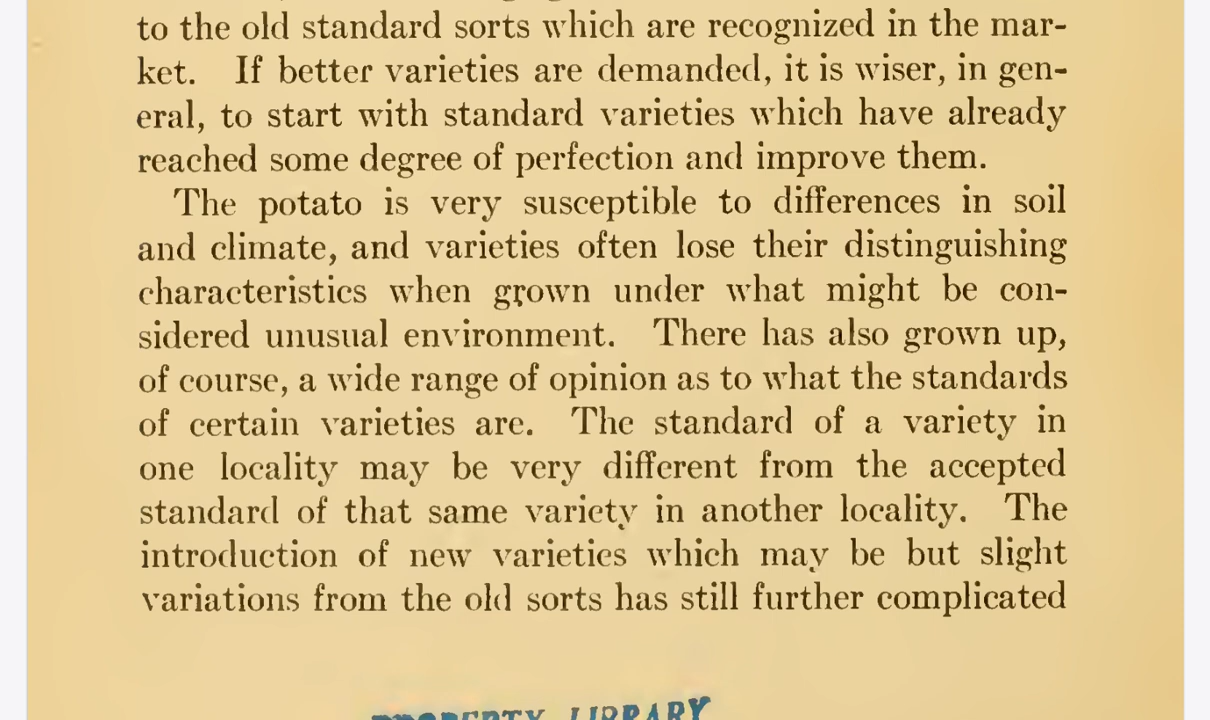 to the old standard sorts which are recognized in the mar-
ket. If better varieties are demanded, it is wiser, in gen-
eral, to start with standard varieties which have already
reached some degree of perfection and improve them.
The potato is very susceptible to differences in soil
and climate, and varieties often lose their distinguishing
characteristics when grown under what might be con-
sidered unusual environment. There has also grown up,
of course, a wide range of opinion as to what the standards
of certain varieties are. The standard of a variety in
one locality may be very different from the accepted
standard of that same variety in another locality. The
introduction of new varieties which may be but slight
variations from the old sorts has still further complicated
PROPERTY LIBRARY